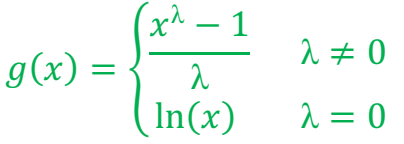 g(x) = { (x^λ − 1)/λ   λ ≠ 0
ln(x)   λ = 0